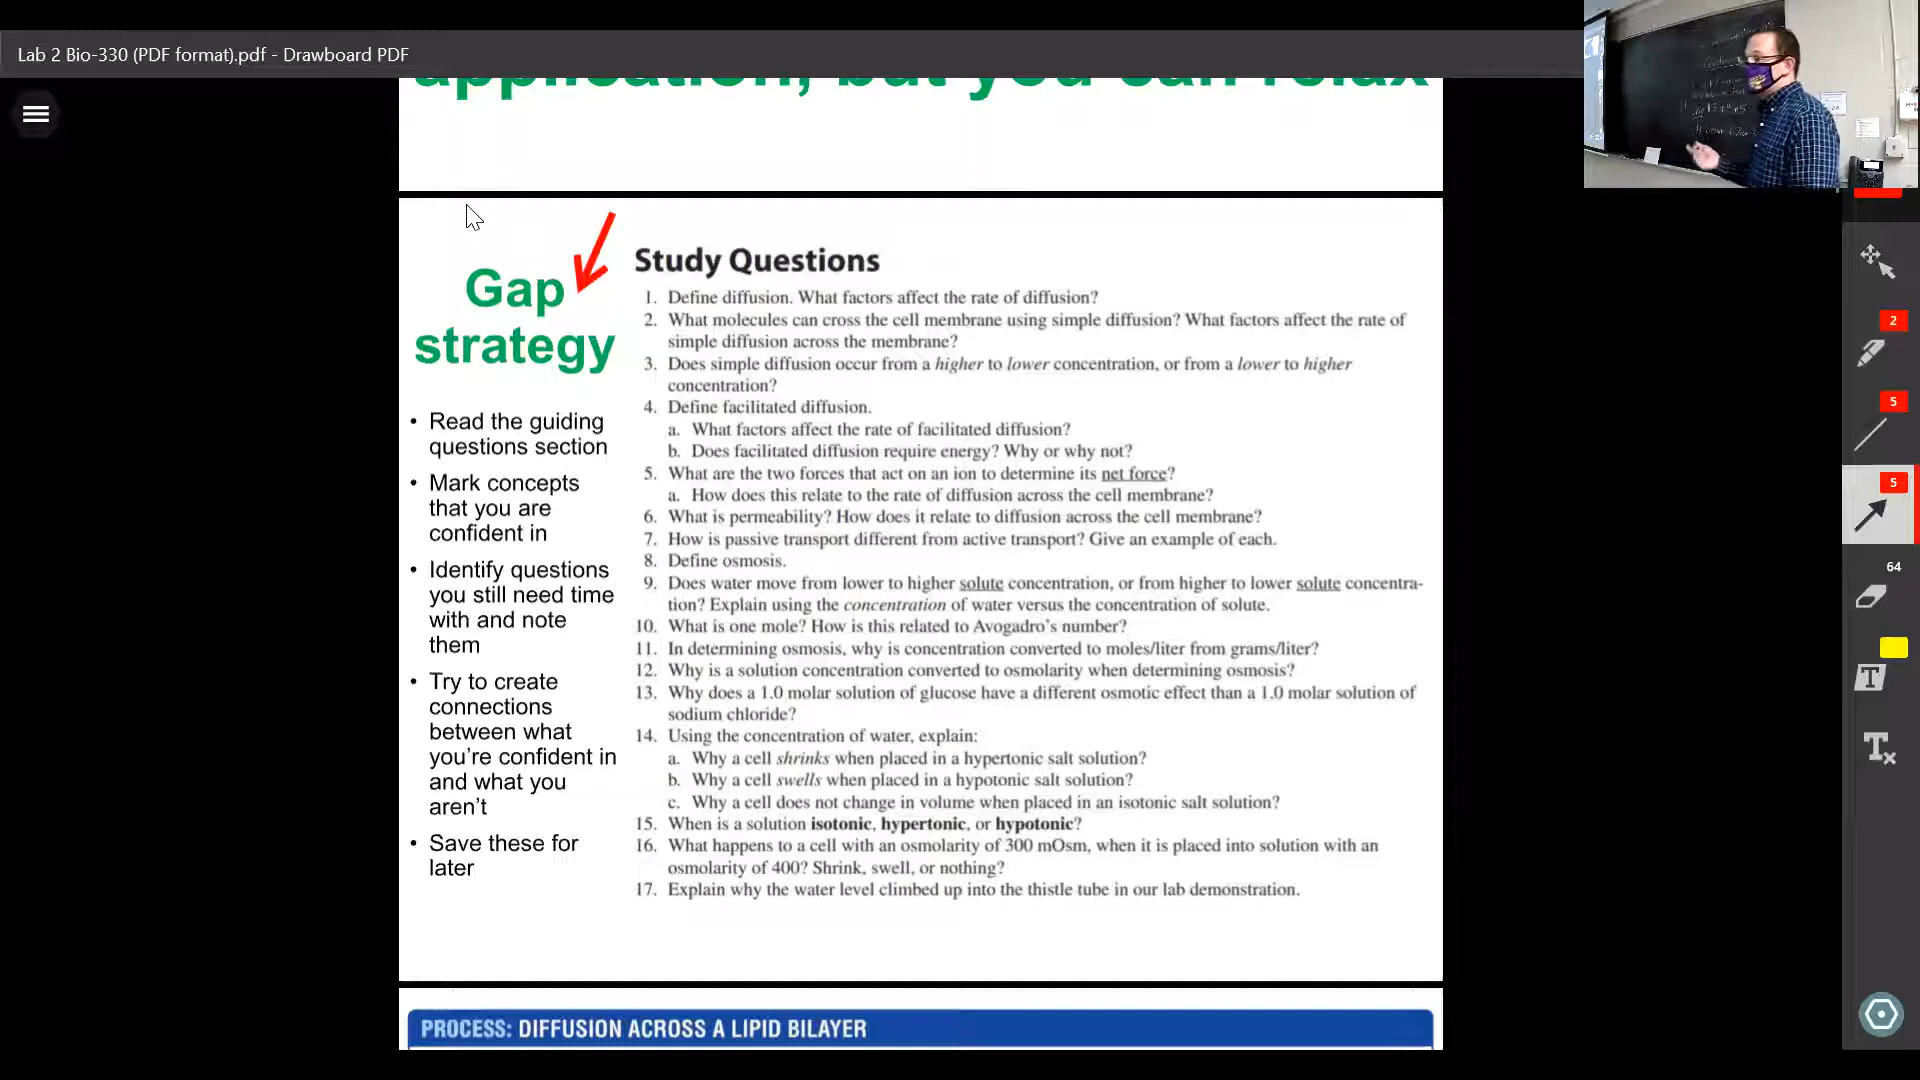 Lab 2 Bio-330 (PDF format).pdf - Drawboard PDF
application, but you can relax
Gap
strategy
• Read the guiding
questions section
• Mark concepts
that you are
confident in
• Identify questions
you still need time
with and note
them
• Try to create
connections
between what
you're confident in
and what you
aren't
• Save these for
later
Study Questions
1. Define diffusion. What factors affect the rate of diffusion?
2. What molecules can cross the cell membrane using simple diffusion? What factors affect the rate of
simple diffusion across the membrane?
3. Does simple diffusion occur from a higher to lower concentration, or from a lower to higher
concentration?
4. Define facilitated diffusion.
a. What factors affect the rate of facilitated diffusion?
b. Does facilitated diffusion require energy? Why or why not?
5. What are the two forces that act on an ion to determine its net force?
a. How does this relate to the rate of diffusion across the cell membrane?
6. What is permeability? How does it relate to diffusion across the cell membrane?
7. How is passive transport different from active transport? Give an example of each.
8. Define osmosis.
9. Does water move from lower to higher solute concentration, or from higher to lower solute concentra-
tion? Explain using the concentration of water versus the concentration of solute.
10. What is one mole? How is this related to Avogadro's number?
11. In determining osmosis, why is concentration converted to moles/liter from grams/liter?
12. Why is a solution concentration converted to osmolarity when determining osmosis?
13. Why does a 1.0 molar solution of glucose have a different osmotic effect than a 1.0 molar solution of
sodium chloride?
14. Using the concentration of water, explain:
a. Why a cell shrinks when placed in a hypertonic salt solution?
b. Why a cell swells when placed in a hypotonic salt solution?
c. Why a cell does not change in volume when placed in an isotonic salt solution?
15. When is a solution isotonic, hypertonic, or hypotonic?
16. What happens to a cell with an osmolarity of 300 mOsm, when it is placed into solution with an
osmolarity of 400? Shrink, swell, or nothing?
17. Explain why the water level climbed up into the thistle tube in our lab demonstration.
PROCESS: DIFFUSION ACROSS A LIPID BILAYER
2
5
5
64
T
Tx